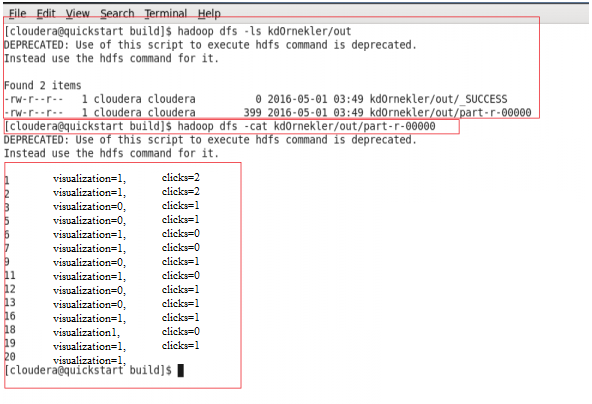 File Edit View Search Terminal Help
[cloudera@quickstart build]$ hadoop dfs -ls kdOrnekler/out
DEPRECATED: Use of this script to execute hdfs command is deprecated.
Instead use the hdfs command for it.
Found 2 items
-rw-r--r-- 1 cloudera cloudera 0 2016-05-01 03:49 kdOrnekler/out/_SUCCESS
-rw-r--r-- 1 cloudera cloudera 399 2016-05-01 03:49 kdOrnekler/out/part-r-00000
[cloudera@quickstart build]$ hadoop dfs -cat kdOrnekler/out/part-r-00000
DEPRECATED: Use of this script to execute hdfs command is deprecated.
Instead use the hdfs command for it.
1 visualization=1, clicks=2
2 visualization=1, clicks=2
3 visualization=0, clicks=1
5 visualization=0, clicks=1
6 visualization=1, clicks=0
7 visualization=1, clicks=0
9 visualization=0, clicks=1
11 visualization=1, clicks=0
12 visualization=0, clicks=1
13 visualization=0, clicks=1
16 visualization=1, clicks=1
18 visualization1, clicks=0
19 visualization=1, clicks=1
20 visualization=1,
[cloudera@quickstart build]$